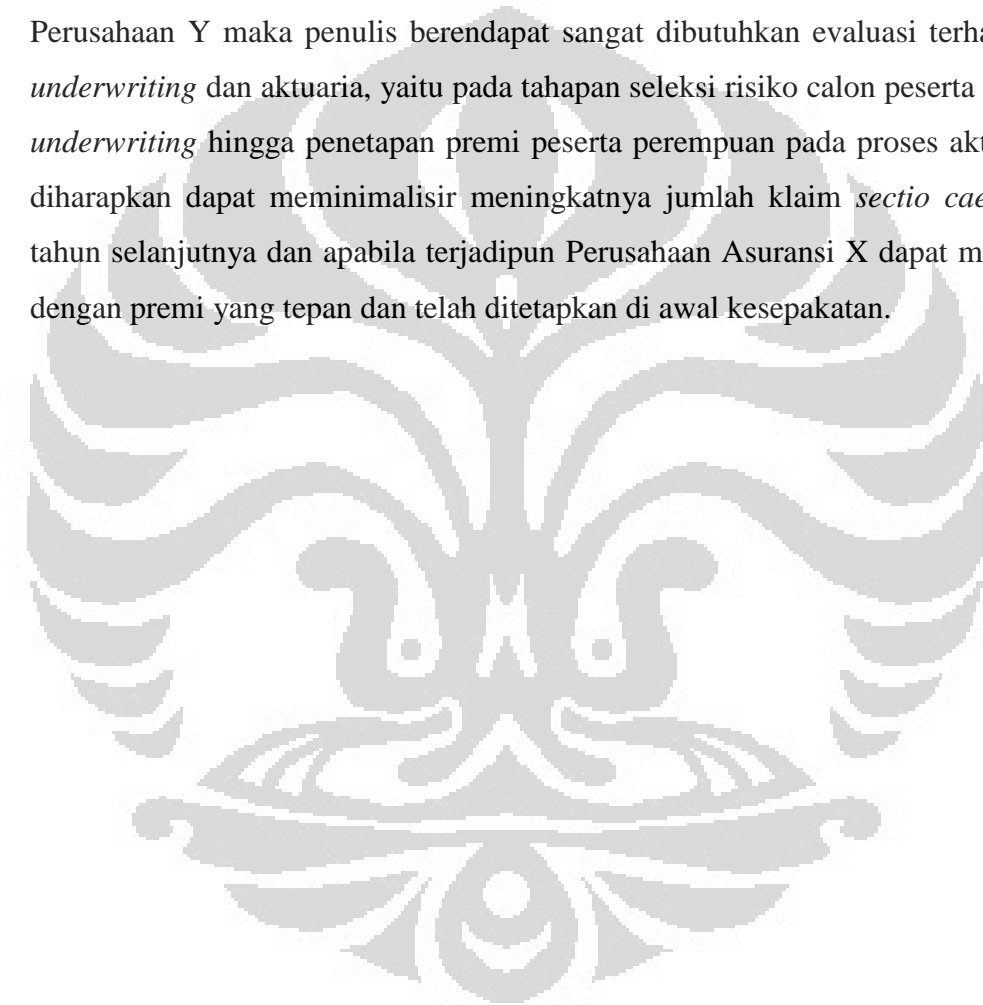 Perusahaan Y maka penulis berendapat sangat dibutuhkan evaluasi terha
underwriting dan aktuaria, yaitu pada tahapan seleksi risiko calon peserta
underwriting hingga penetapan premi peserta perempuan pada proses akt
diharapkan dapat meminimalisir meningkatnya jumlah klaim sectio cae
tahun selanjutnya dan apabila terjadipun Perusahaan Asuransi X dapat m
dengan premi yang tepan dan telah ditetapkan di awal kesepakatan.